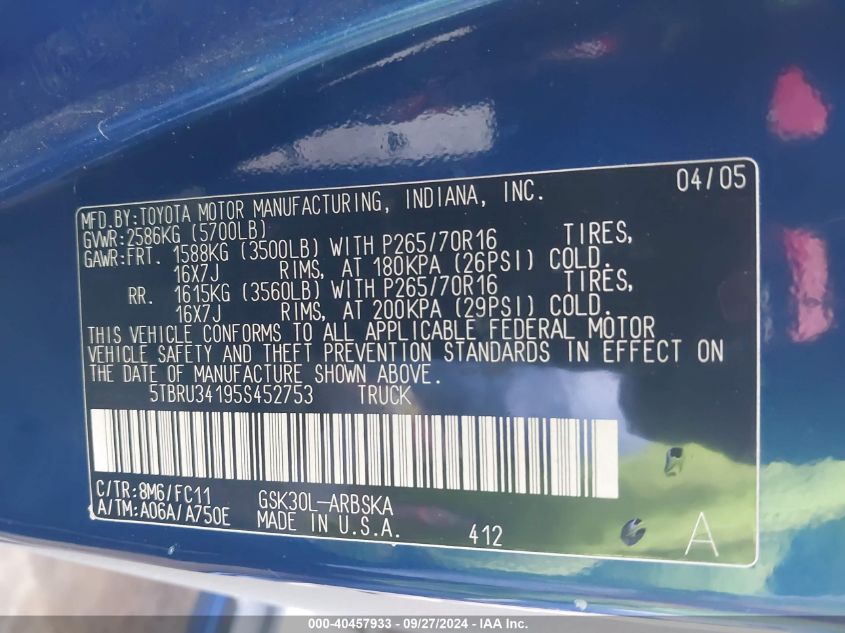 04/05
MFD.BY:TOYOTA MOTOR MANUFACTURING, INDIANA, INC.
GVWR:2586KG (5700LB)
GAWR:FRT. 1588KG (3500LB) WITH P265/70R16 TIRES,
16X7J RIMS, AT 180KPA (26PSI) COLD.
RR. 1615KG (3560LB) WITH P265/70R16 TIRES,
16X7J RIMS, AT 200KPA (29PSI) COLD.
THIS VEHICLE CONFORMS TO ALL APPLICABLE FEDERAL MOTOR
VEHICLE SAFETY AND THEFT PREVENTION STANDARDS IN EFFECT ON
THE DATE OF MANUFACTURE SHOWN ABOVE.
5TBRU34195S452753 TRUCK
C/TR:8M6/FC11 GSK30L-ARBSKA
A/TM:A06A/A750E MADE IN U.S.A. 412 A
000-40457933 / 09/27/2024 - IAA Inc.